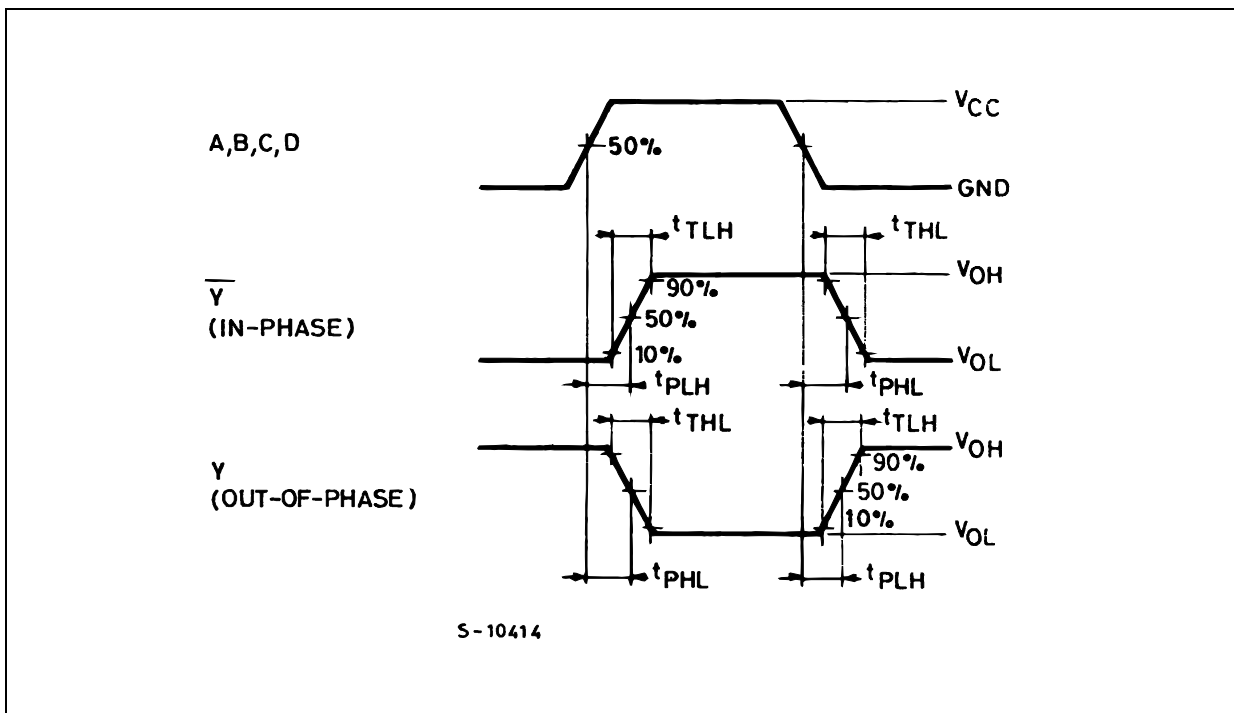 VCC
A,B,C,D
50%
GND
tTLH
tTHL
VOH
Y
(IN-PHASE)
90%
50%
10%
VOL
tPLH
tPHL
tTHL
tTLH
VOH
Y
(OUT-OF-PHASE)
90%
50%
10%
VOL
tPHL
tPLH
S-10414